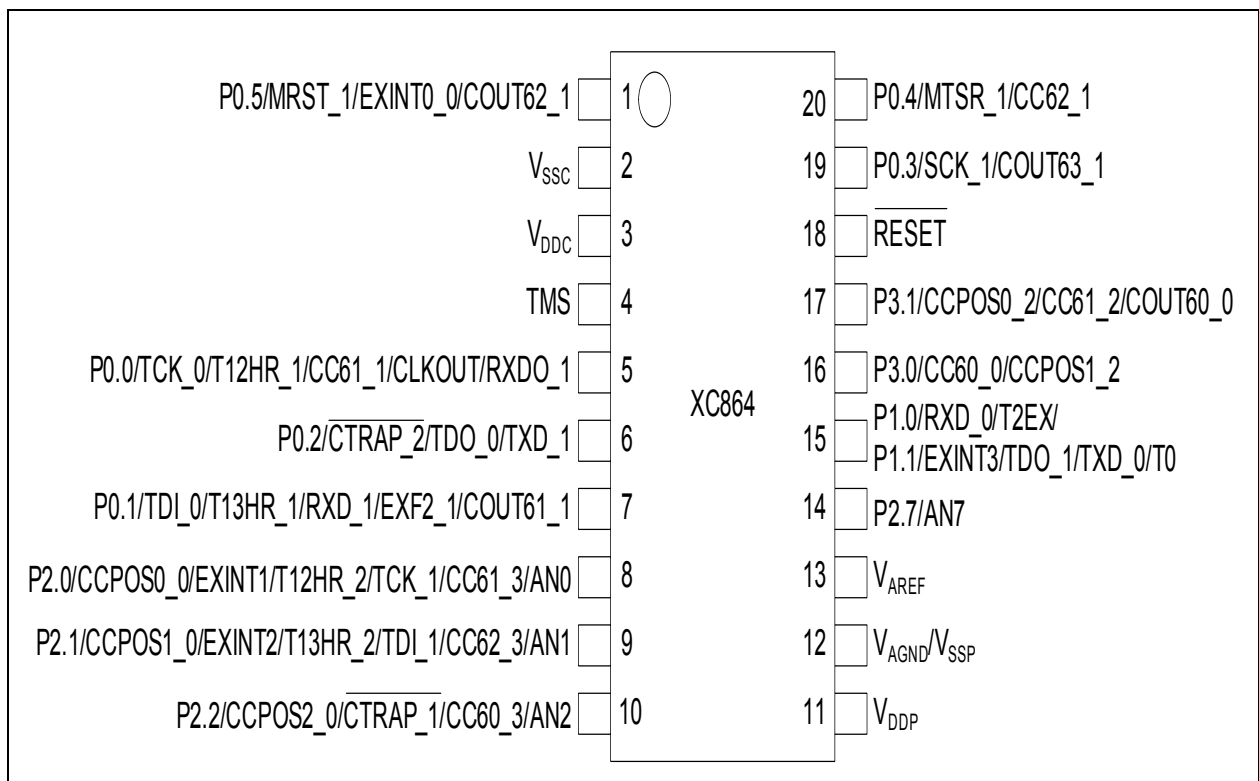 P0.5/MRST_1/EXINT0_0/COUT62_1 1 20 P0.4/MTSR_1/CC62_1
VSSC 2 19 P0.3/SCK_1/COUT63_1
VDDC 3 18 RESET
TMS 4 17 P3.1/CCPOS0_2/CC61_2/COUT60_0
P0.0/TCK_0/T12HR_1/CC61_1/CLKOUT/RXDO_1 5 16 P3.0/CC60_0/CCPOS1_2
XC864
P0.2/CTRAP_2/TDO_0/TXD_1 6 15 P1.0/RXD_0/T2EX/
P1.1/EXINT3/TDO_1/TXD_0/T0
P0.1/TDI_0/T13HR_1/RXD_1/EXF2_1/COUT61_1 7 14 P2.7/AN7
P2.0/CCPOS0_0/EXINT1/T12HR_2/TCK_1/CC61_3/AN0 8 13 VAREF
P2.1/CCPOS1_0/EXINT2/T13HR_2/TDI_1/CC62_3/AN1 9 12 VAGND/VSSP
P2.2/CCPOS2_0/CTRAP_1/CC60_3/AN2 10 11 VDDP